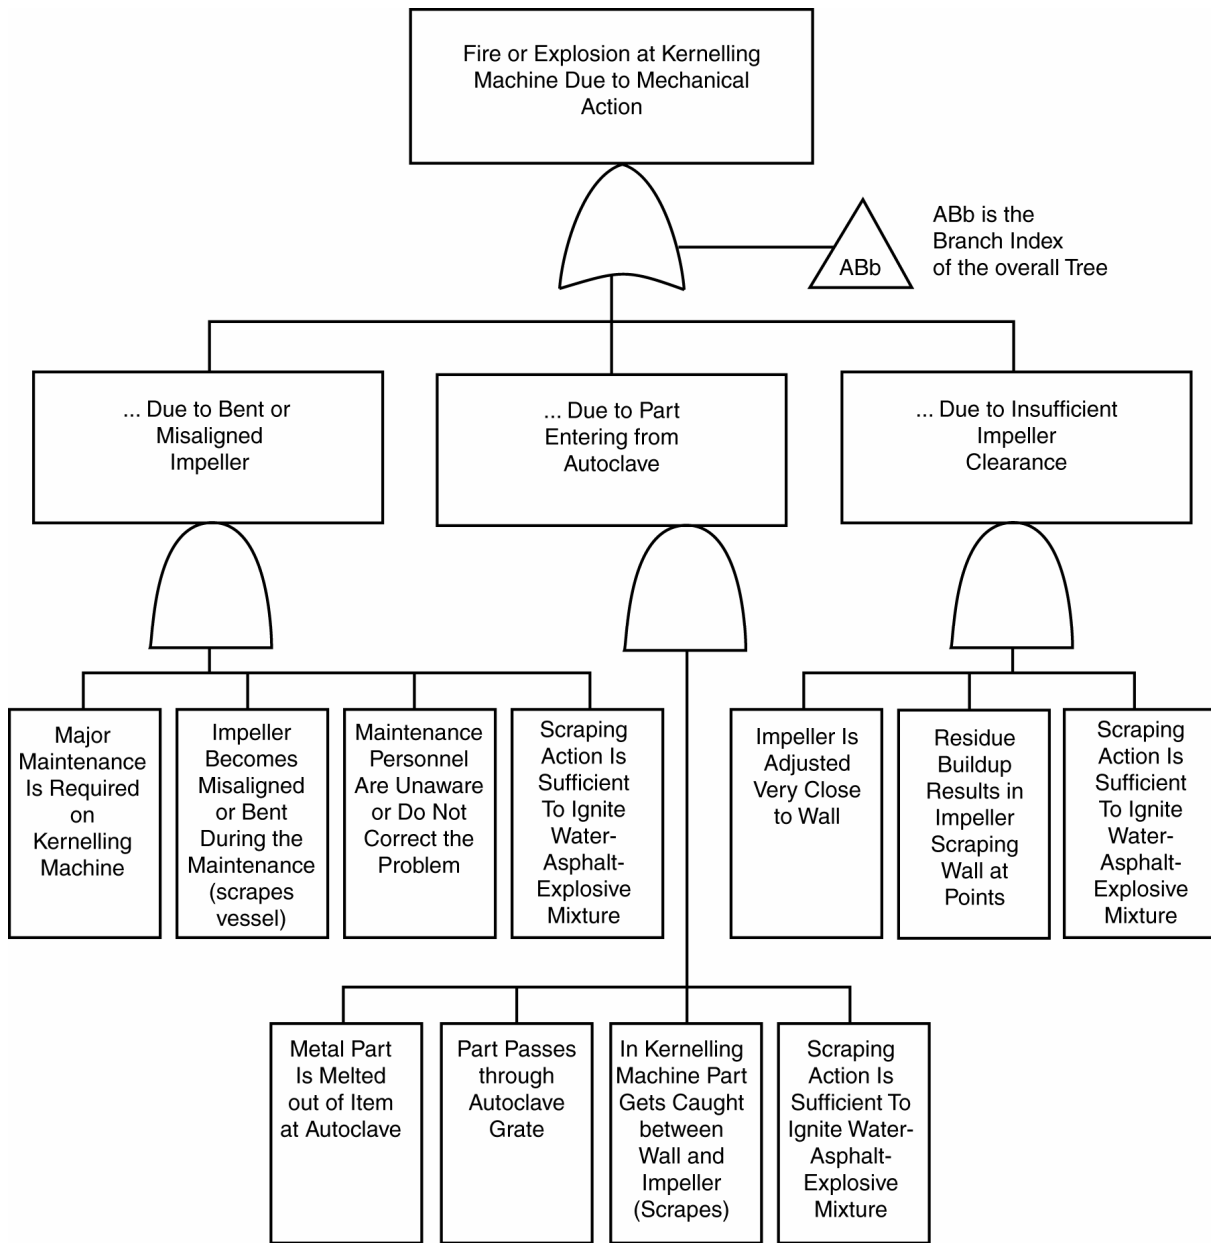 Fire or Explosion at Kernelling
Machine Due to Mechanical
Action
ABb
ABb is the
Branch Index
of the overall Tree
... Due to Bent or
Misaligned
Impeller
... Due to Part
Entering from
Autoclave
... Due to Insufficient
Impeller
Clearance
Major
Maintenance
Is Required
on
Kernelling
Machine
Impeller
Becomes
Misaligned
or Bent
During the
Maintenance
(scrapes
vessel)
Maintenance
Personnel
Are Unaware
or Do Not
Correct the
Problem
Scraping
Action Is
Sufficient
To Ignite
Water-
Asphalt-
Explosive
Mixture
Impeller Is
Adjusted
Very Close
to Wall
Residue
Buildup
Results in
Impeller
Scraping
Wall at
Points
Scraping
Action Is
Sufficient
To Ignite
Water-
Asphalt-
Explosive
Mixture
Metal Part
Is Melted
out of Item
at Autoclave
Part Passes
through
Autoclave
Grate
In Kernelling
Machine Part
Gets Caught
between
Wall and
Impeller
(Scrapes)
Scraping
Action Is
Sufficient To
Ignite Water-
Asphalt-
Explosive
Mixture